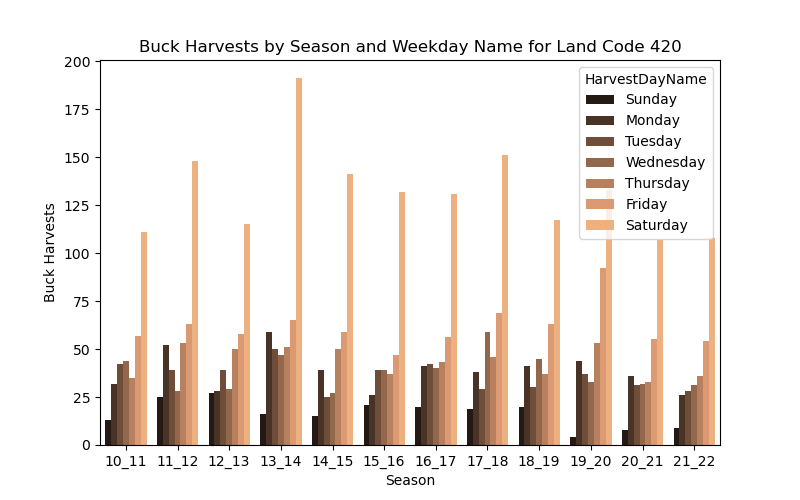 Buck Harvests by Season and Weekday Name for Land Code 420
200
175
150
125
100
75
50
25
0
Buck Harvests
HarvestDayName
Sunday
Monday
Tuesday
Wednesday
Thursday
Friday
Saturday
10_11 11_12 12_13 13_14 14_15 15_16 16_17 17_18 18_19 19_20 20_21 21_22
Season